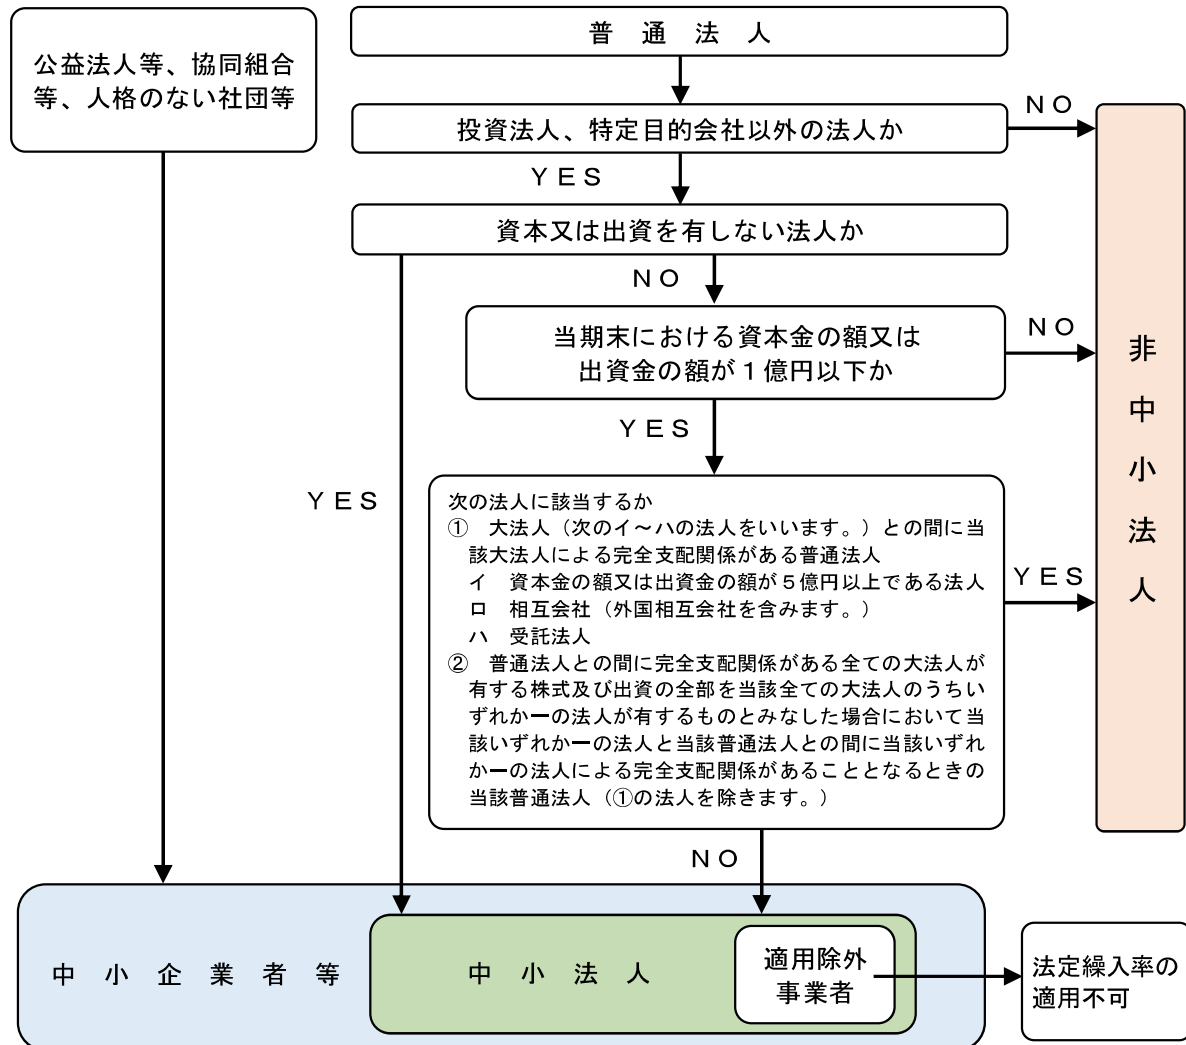 公益法人等、協同組合
等、人格のない社団等
普通法人
投資法人、特定目的会社以外の法人か
NO
YES
資本又は出資を有しない法人か
NO
当期末における資本金の額又は
出資金の額が１億円以下か
NO
YES
YES
次の法人に該当するか
①　大法人（次のイ～ハの法人をいいます。）との間に当
該大法人による完全支配関係がある普通法人
イ　資本金の額又は出資金の額が５億円以上である法人
ロ　相互会社（外国相互会社を含みます。）
ハ　受託法人
②　普通法人との間に完全支配関係がある全ての大法人が
有する株式及び出資の全部を当該全ての大法人のうちい
ずれか一の法人が有するものとみなした場合において当
該いずれか一の法人と当該普通法人との間に当該いずれ
か一の法人による完全支配関係があることとなるときの
当該普通法人（①の法人を除きます。）
YES
NO
非中小法人
中小企業者等
中小法人
適用除外
事業者
法定繰入率の
適用不可